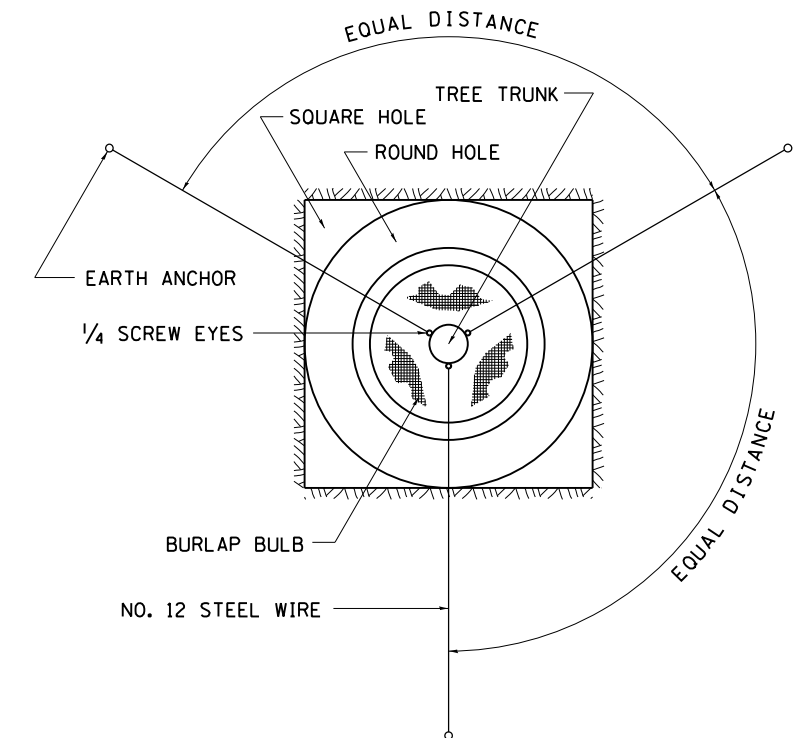 EQUAL DISTANCE
TREE TRUNK
SQUARE HOLE
ROUND HOLE
EARTH ANCHOR
1/4 SCREW EYES
EQUAL DISTANCE
BURLAP BULB
NO. 12 STEEL WIRE